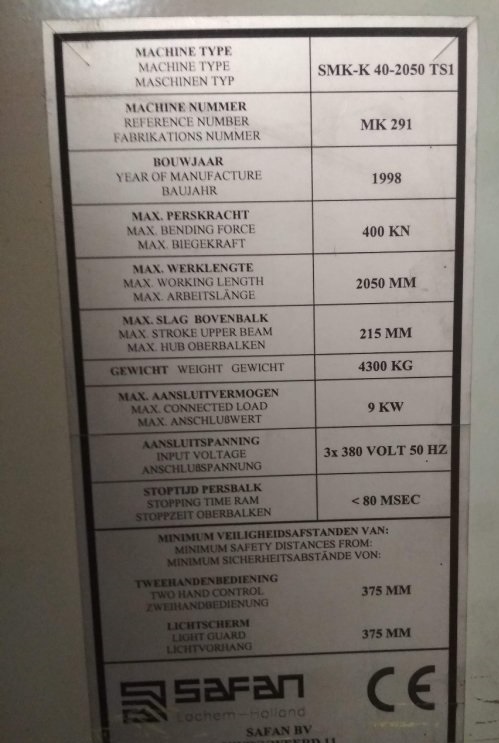 MACHINE TYPE
MACHINE TYPE
MASCHINEN TYP
SMK-K 40-2050 TS1
MACHINE NUMMER
REFERENCE NUMBER
FABRIKATIONS NUMMER
MK 291
BOUWJAAR
YEAR OF MANUFACTURE
BAUJAHR
1998
MAX. PERSKRACHT
MAX. BENDING FORCE
MAX. BIEGEKRAFT
400 KN
MAX. WERKLENGTE
MAX. WORKING LENGTH
MAX. ARBEITSLÄNGE
2050 MM
MAX. SLAG BOVENBALK
MAX. STROKE UPPER BEAM
MAX. HUB OBERBALKEN
215 MM
GEWICHT WEIGHT GEWICHT
4300 KG
MAX. AANSLUITVERMOGEN
MAX. CONNECTED LOAD
MAX. ANSCHLUßWERT
9 KW
AANSLUITSPANNING
INPUT VOLTAGE
ANSCHLUßSPANNUNG
3x 380 VOLT 50 HZ
STOPTIJD PERSBALK
STOPPING TIME RAM
STOPPZEIT OBERBALKEN
< 80 MSEC
MINIMUM VEILIGHEIDSAFSTANDEN VAN:
MINIMUM SAFETY DISTANCES FROM:
MINIMUM SICHERHEITSABSTÄNDE VON:
TWEEHANDENBEDIENING
TWO HAND CONTROL
ZWEIHANDBEDIENUNG
375 MM
LICHTSCHERM
LIGHT GUARD
LICHTVORHANG
375 MM
SAFAN
Lochem-Holland
CE
SAFAN BV